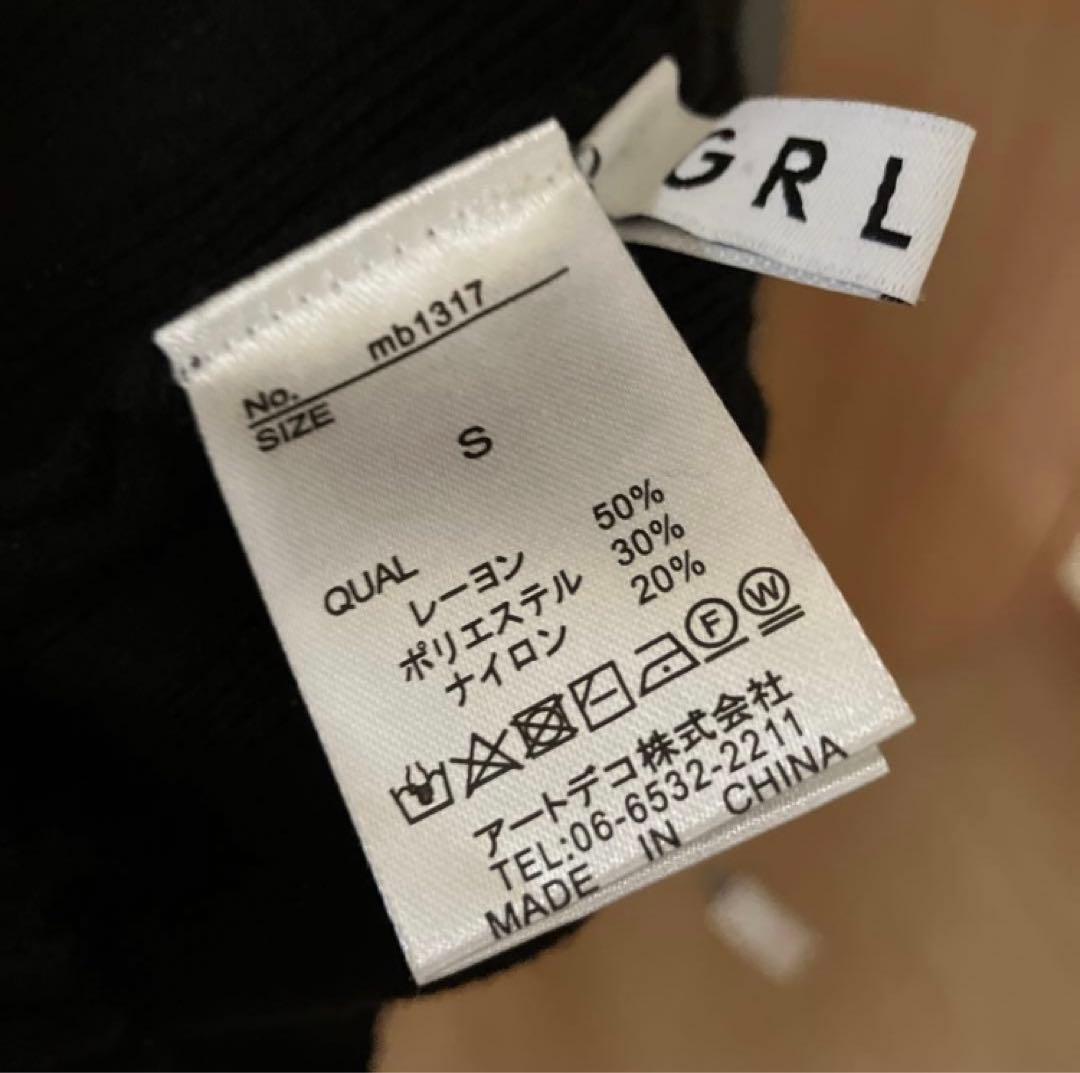 GRL
No. mb1317
SIZE
S
QUAL
レーヨン 50%
ポリエステル 30%
ナイロン 20%
F W
アートデコ株式会社
TEL:06-6532-2211
MADE IN CHINA